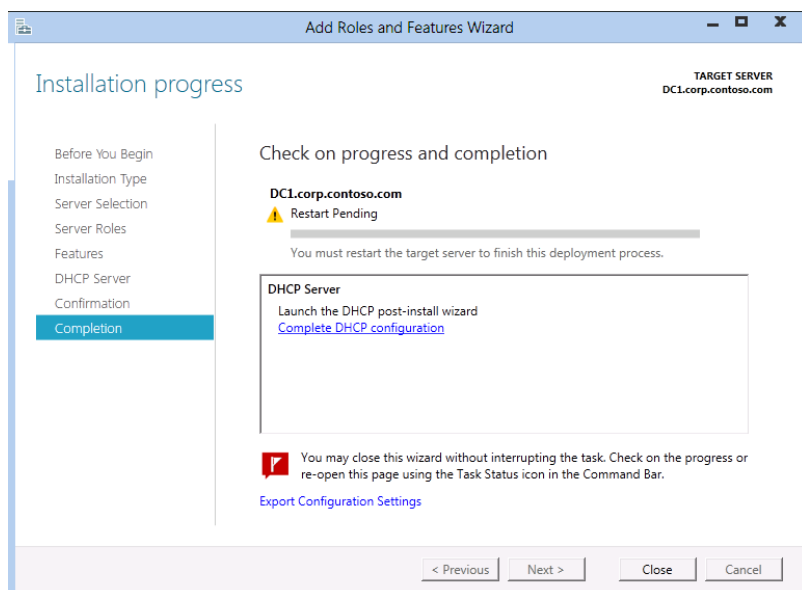 Add Roles and Features Wizard
Installation progress
TARGET SERVER
DC1.corp.contoso.com
Before You Begin
Installation Type
Server Selection
Server Roles
Features
DHCP Server
Confirmation
Completion
Check on progress and completion
DC1.corp.contoso.com
Restart Pending
You must restart the target server to finish this deployment process.
DHCP Server
Launch the DHCP post-install wizard
Complete DHCP configuration
You may close this wizard without interrupting the task. Check on the progress or
re-open this page using the Task Status icon in the Command Bar.
Export Configuration Settings
< Previous
Next >
Close
Cancel